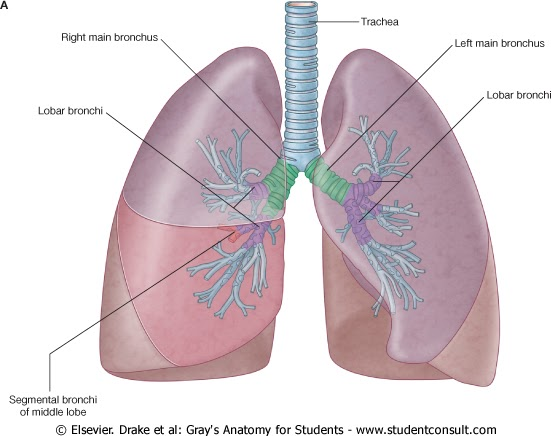 A
Trachea
Right main bronchus
Left main bronchus
Lobar bronchi
Lobar bronchi
Segmental bronchi
of middle lobe
© Elsevier. Drake et al: Gray's Anatomy for Students - www.studentconsult.com